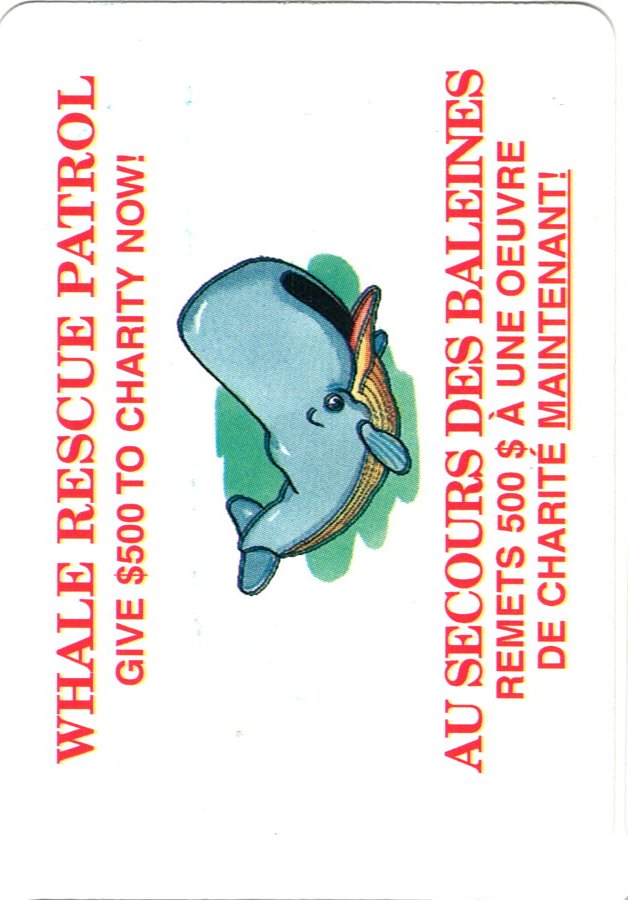 WHALE RESCUE PATROL
GIVE $500 TO CHARITY NOW!
AU SECOURS DES BALEINES
REMETS 500 $ À UNE OEUVRE
DE CHARITÉ MAINTENANT!